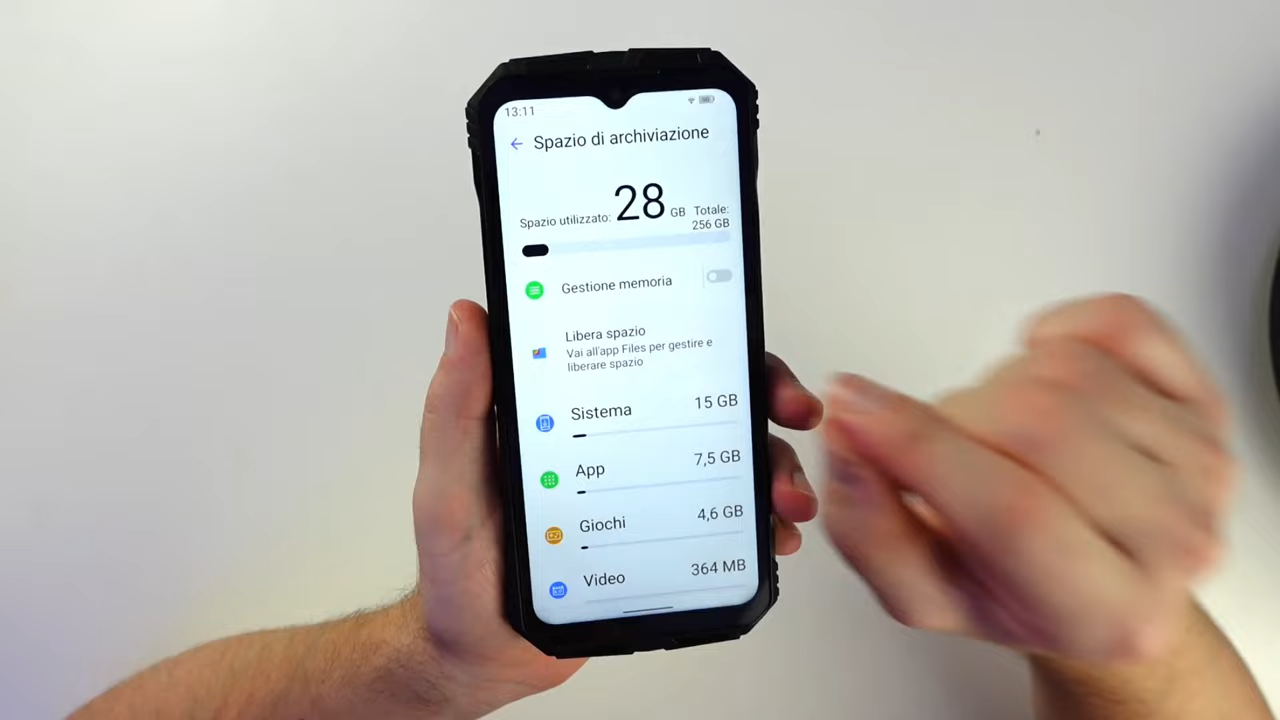 13:11
Spazio di archiviazione
Spazio utilizzato: 28 GB Totale:
256 GB
Gestione memoria
Libera spazio
Vai all'app Files per gestire e
liberare spazio
Sistema 15 GB
App 7,5 GB
Giochi 4,6 GB
Video 364 MB